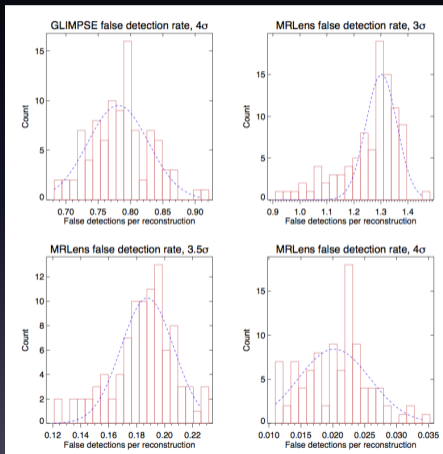 GLIMPSE false detection rate, 4σ
Count
15
10
5
0
0.70 0.75 0.80 0.85 0.90
False detections per reconstruction
MRLens false detection rate, 3σ
Count
15
10
5
0
0.9 1.0 1.1 1.2 1.3 1.4
False detections per reconstruction
MRLens false detection rate, 3.5σ
Count
12
10
8
6
4
2
0
0.12 0.14 0.16 0.18 0.20 0.22
False detections per reconstruction
MRLens false detection rate, 4σ
Count
15
10
5
0
0.010 0.015 0.020 0.025 0.030 0.035
False detections per reconstruction